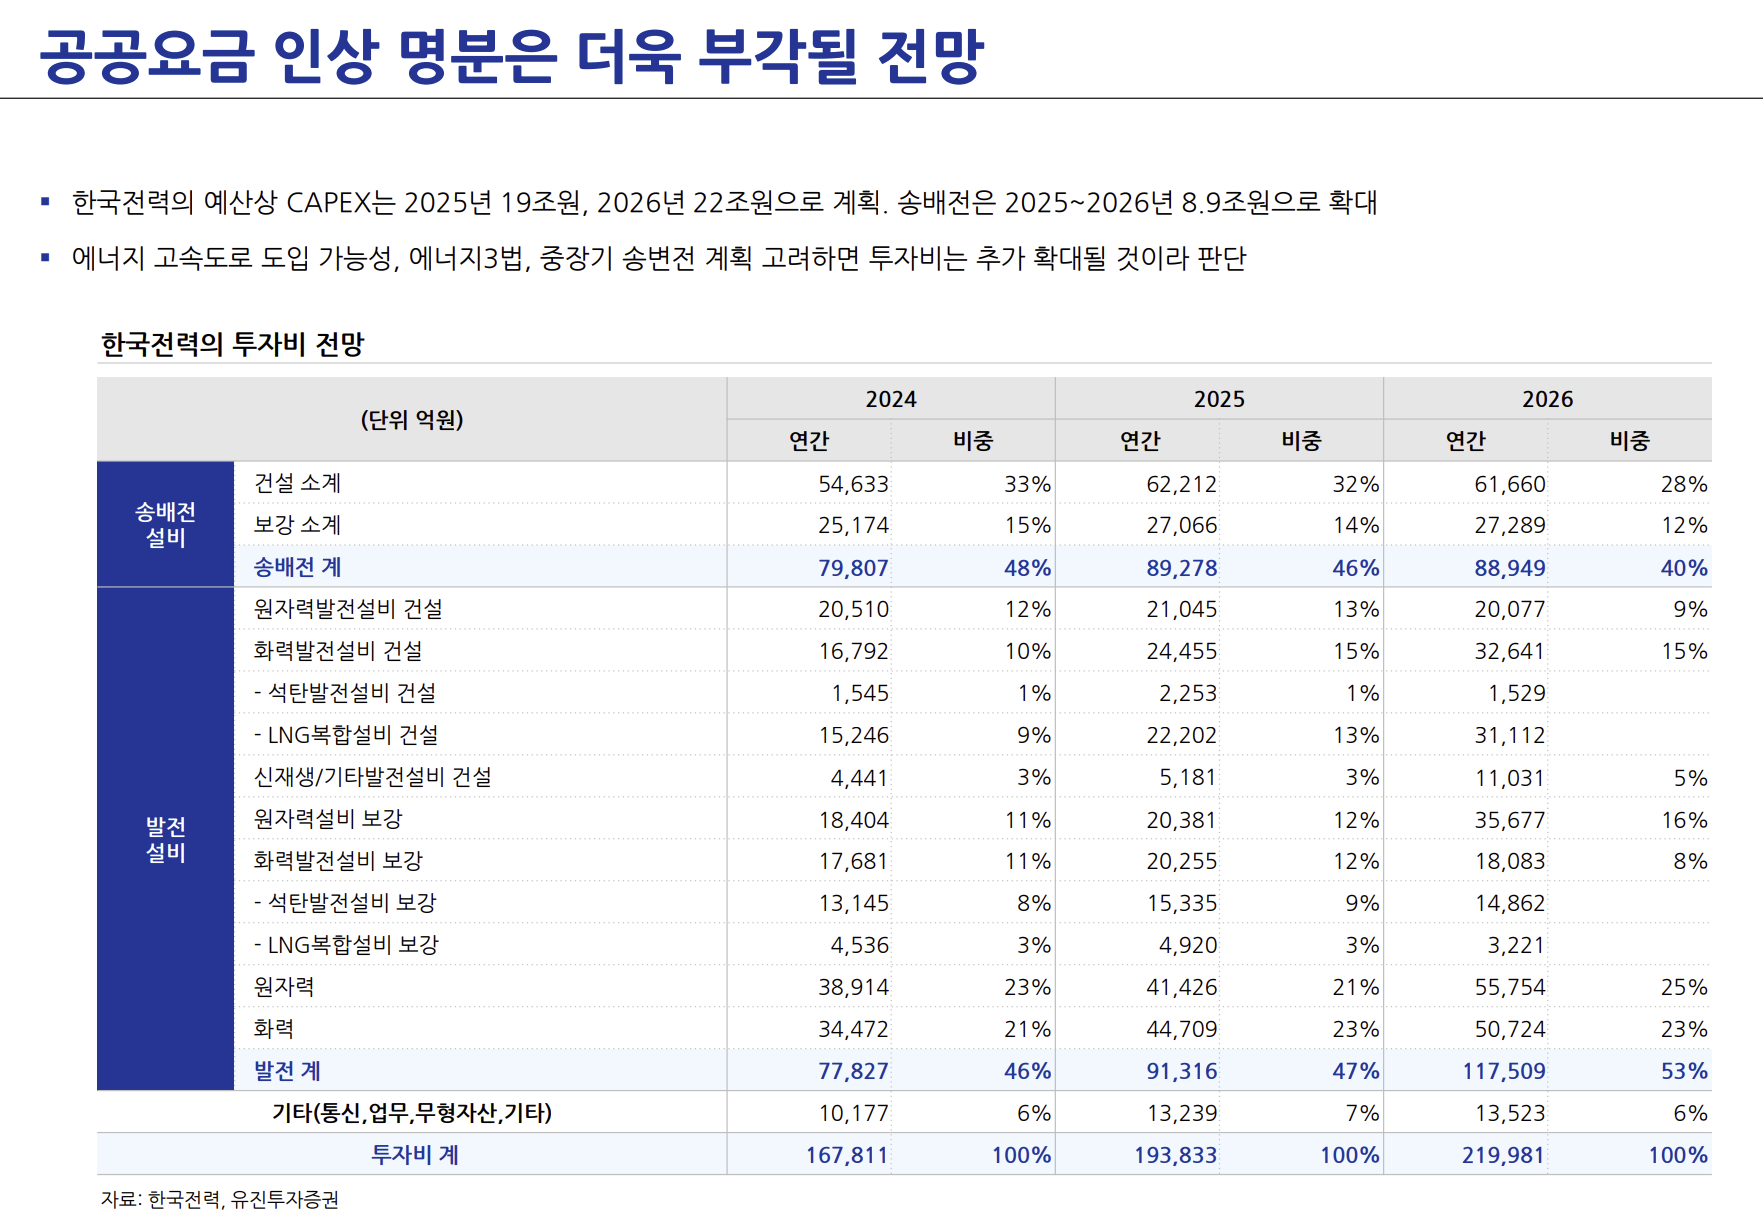 공공요금 인상 명분은 더욱 부각될 전망
▪ 한국전력의 예산상 CAPEX는 2025년 19조원, 2026년 22조원으로 계획. 송배전은 2025~2026년 8.9조원으로 확대
▪ 에너지 고속도로 도입 가능성, 에너지3법, 중장기 송변전 계획 고려하면 투자비는 추가 확대될 것이라 판단
한국전력의 투자비 전망
(단위 억원) 2024 2025 2026
연간 비중 연간 비중 연간 비중
송배전 설비
건설 소계 54,633 33% 62,212 32% 61,660 28%
보강 소계 25,174 15% 27,066 14% 27,289 12%
송배전 계 79,807 48% 89,278 46% 88,949 40%
발전 설비
원자력발전설비 건설 20,510 12% 21,045 13% 20,077 9%
화력발전설비 건설 16,792 10% 24,455 15% 32,641 15%
- 석탄발전설비 건설 1,545 1% 2,253 1% 1,529
- LNG복합설비 건설 15,246 9% 22,202 13% 31,112
신재생/기타발전설비 건설 4,441 3% 5,181 3% 11,031 5%
원자력설비 보강 18,404 11% 20,381 12% 35,677 16%
화력발전설비 보강 17,681 11% 20,255 12% 18,083 8%
- 석탄발전설비 보강 13,145 8% 15,335 9% 14,862
- LNG복합설비 보강 4,536 3% 4,920 3% 3,221
원자력 38,914 23% 41,426 21% 55,754 25%
화력 34,472 21% 44,709 23% 50,724 23%
발전 계 77,827 46% 91,316 47% 117,509 53%
기타(통신,업무,무형자산,기타) 10,177 6% 13,239 7% 13,523 6%
투자비 계 167,811 100% 193,833 100% 219,981 100%
자료: 한국전력, 유진투자증권